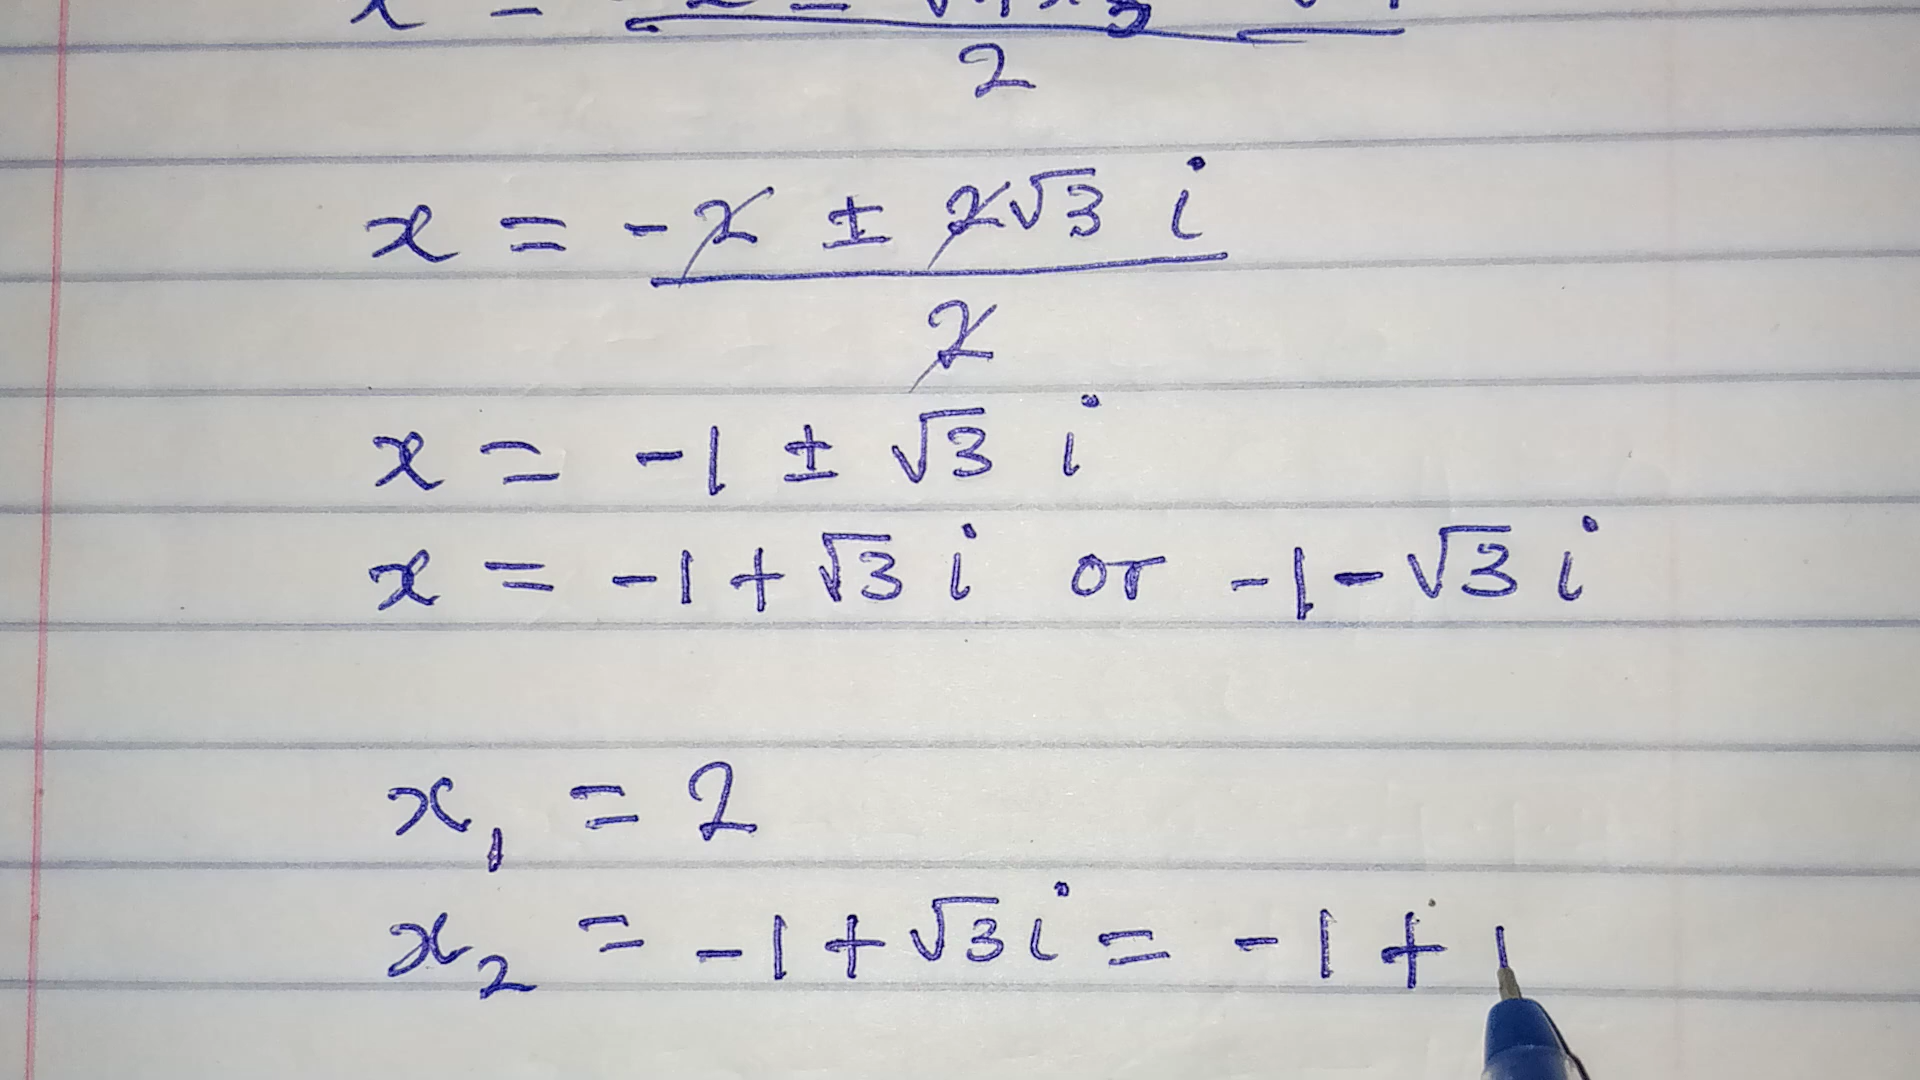 2
x = -2 ± 2√3 i
2
x = -1 ± √3 i
x = -1 + √3 i or -1 - √3 i
x₁ = 2
x₂ = -1 + √3 i = -1 + 1